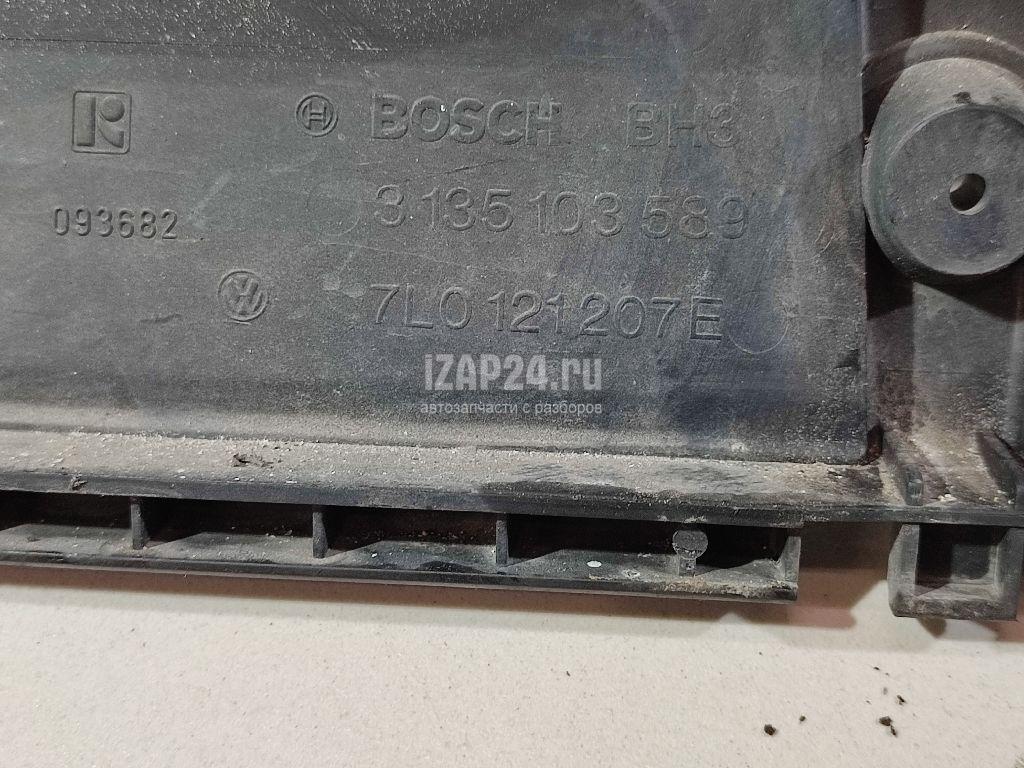 BOSCH BH3
093682
3 135 103 589
7L0 121 207 E
iZAP24.ru
автозапчасти с разборов